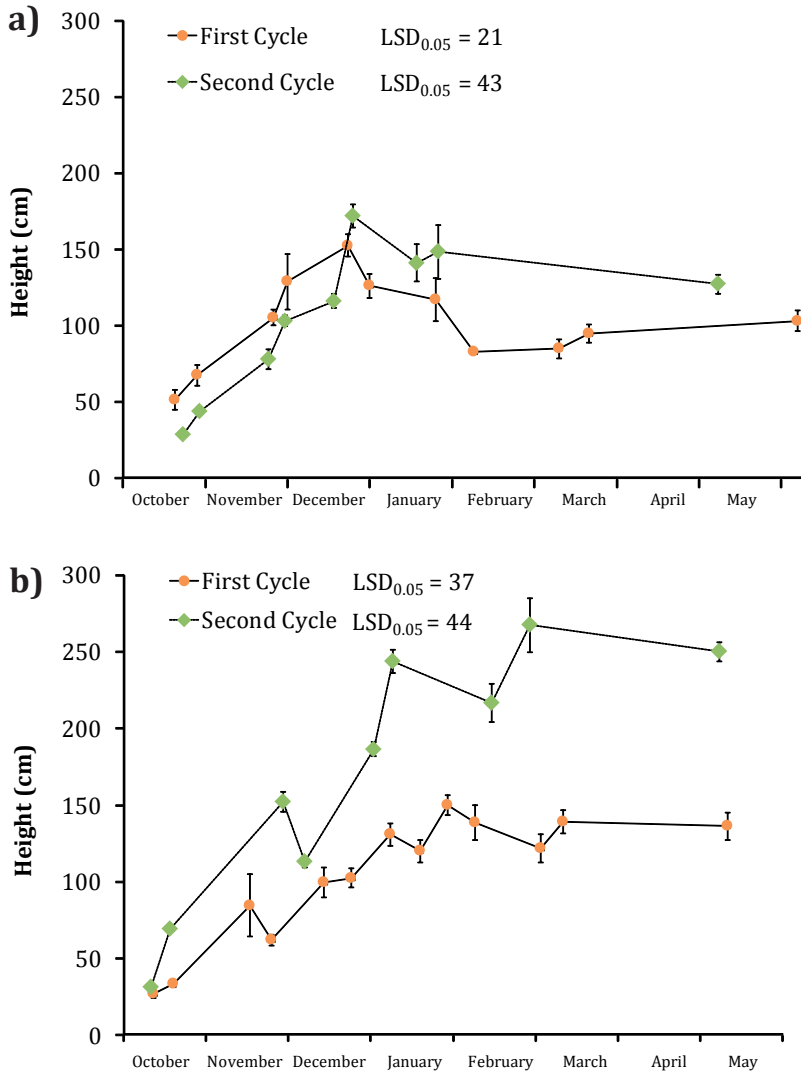 a)
First Cycle LSD0.05 = 21
Second Cycle LSD0.05 = 43
Height (cm)
300
250
200
150
100
50
0
October November December January February March April May
b)
First Cycle LSD0.05 = 37
Second Cycle LSD0.05 = 44
Height (cm)
300
250
200
150
100
50
0
October November December January February March April May